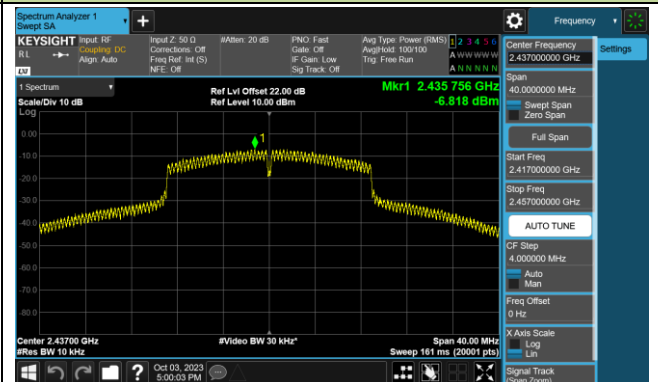 Spectrum Analyzer 1
Swept SA
+
Frequency
KEYSIGHT
RL
Input: RF
Coupling: DC
Align: Auto
Input Z: 50 Ω
Corrections: Off
Freq Ref: Int (S)
NFE: Off
#Atten: 20 dB
PNO: Fast
Gate: Off
IF Gain: Low
Sig Track: Off
Avg Type: Power (RMS)
Avg|Hold: 100/100
Trig: Free Run
1 2 3 4 5 6
A W W W W W
A N N N N N
LXI
1 Spectrum
Scale/Div 10 dB
Log
Ref Lvl Offset 22.00 dB
Ref Level 10.00 dBm
Mkr1 2.435 756 GHz
-6.818 dBm
1
0.00
-10.0
-20.0
-30.0
-40.0
-50.0
-60.0
-70.0
-80.0
Center 2.43700 GHz
#Res BW 10 kHz
#Video BW 30 kHz*
Span 40.00 MHz
Sweep 161 ms (20001 pts)
Center Frequency
2.437000000 GHz
Settings
Span
40.0000000 MHz
Swept Span
Zero Span
Full Span
Start Freq
2.417000000 GHz
Stop Freq
2.457000000 GHz
AUTO TUNE
CF Step
4.000000 MHz
Auto
Man
Freq Offset
0 Hz
X Axis Scale
Log
Lin
Signal Track
(Span Zoom)
?
Oct 03, 2023
5:00:03 PM